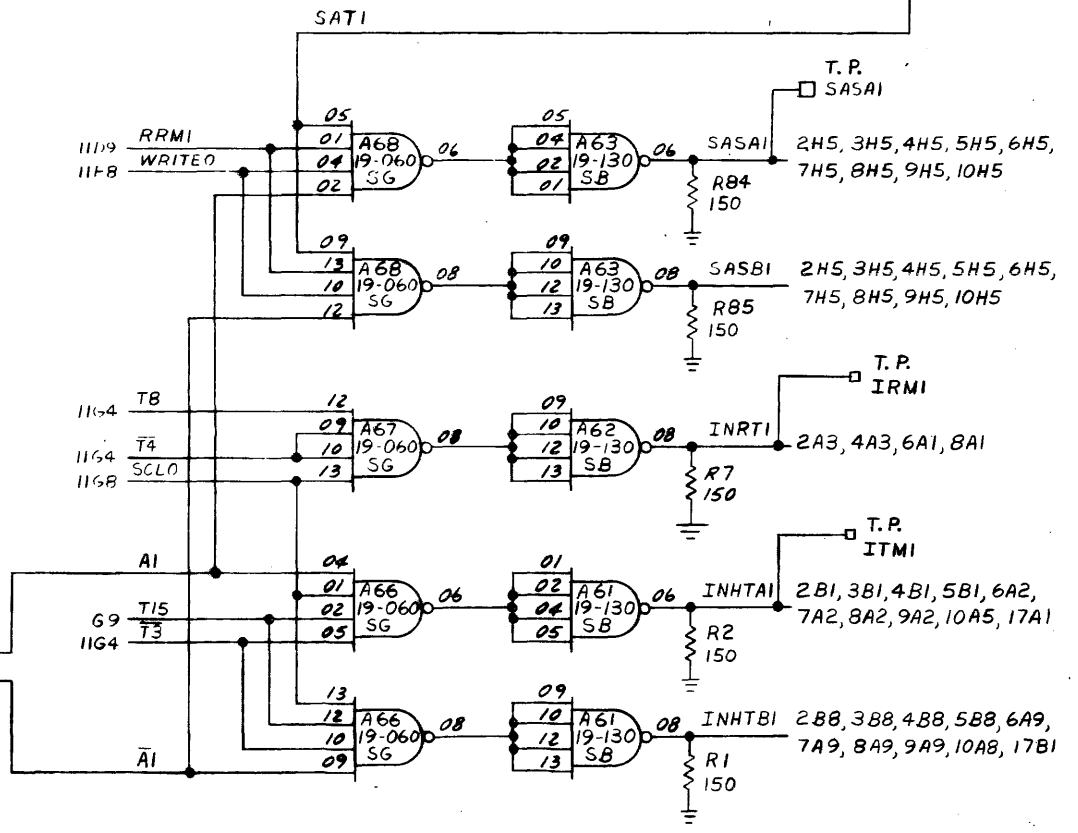 SAT1
T.P.
SASA1
05
11D9 RRM1 01
WRITE0 04
02
A68
19-060
SG
06
05
04
02
01
A63
19-130
SB
06
SASA1
R84
150
2H5, 3H5, 4H5, 5H5, 6H5,
7H5, 8H5, 9H5, 10H5
09
13
10
12
A68
19-060
SG
08
09
10
12
13
A63
19-130
SB
08
SASB1
R85
150
2H5, 3H5, 4H5, 5H5, 6H5,
7H5, 8H5, 9H5, 10H5
T.P.
IRM1
11G4 T8 12
09
11G4 T̅4̅ 10
11G8 SCL0 13
A67
19-060
SG
08
09
10
12
13
A62
19-130
SB
08
INRT1
R7
150
2A3, 4A3, 6A1, 8A1
T.P.
ITM1
A1 04
01
G9 T15 02
11G4 T̅3̅ 05
A66
19-060
SG
06
01
02
04
05
A61
19-130
SB
06
INHTA1
R2
150
2B1, 3B1, 4B1, 5B1, 6A2,
7A2, 8A2, 9A2, 10A5, 17A1
13
12
10
A̅1 09
A66
19-060
SG
08
09
10
12
13
A61
19-130
SB
08
INHTB1
R1
150
2B8, 3B8, 4B8, 5B8, 6A9,
7A9, 8A9, 9A9, 10A8, 17B1